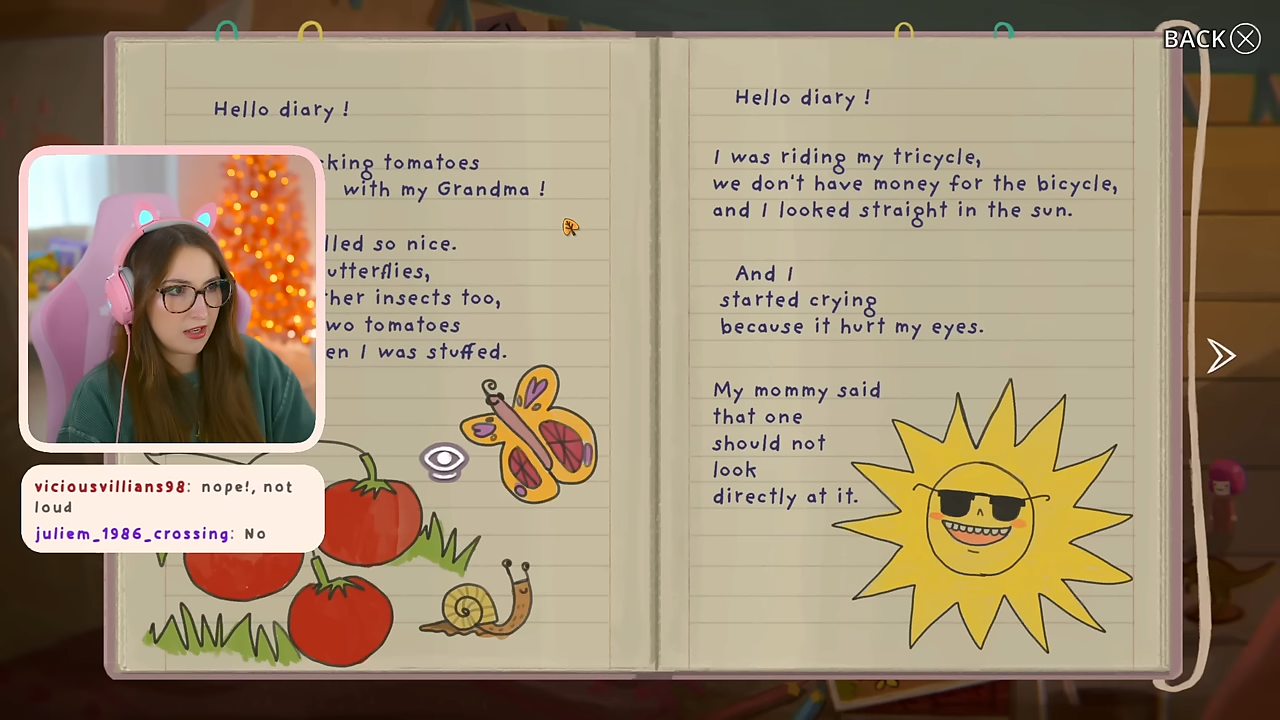 BACK
Hello diary !
king tomatoes
with my Grandma !
lled so nice.
utterflies,
her insects too,
wo tomatoes
en I was stuffed.
viciousvillians98: nope!, not
loud
juliem_1986_crossing: No
Hello diary !
I was riding my tricycle,
we don't have money for the bicycle,
and I looked straight in the sun.
And I
started crying
because it hurt my eyes.
My mommy said
that one
should not
look
directly at it.